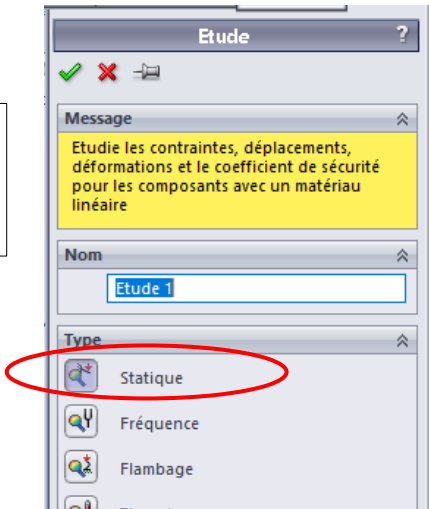 Etude ?
Message
Etudie les contraintes, déplacements,
déformations et le coefficient de sécurité
pour les composants avec un matériau
linéaire
Nom
Etude 1
Type
Statique
Fréquence
Flambage